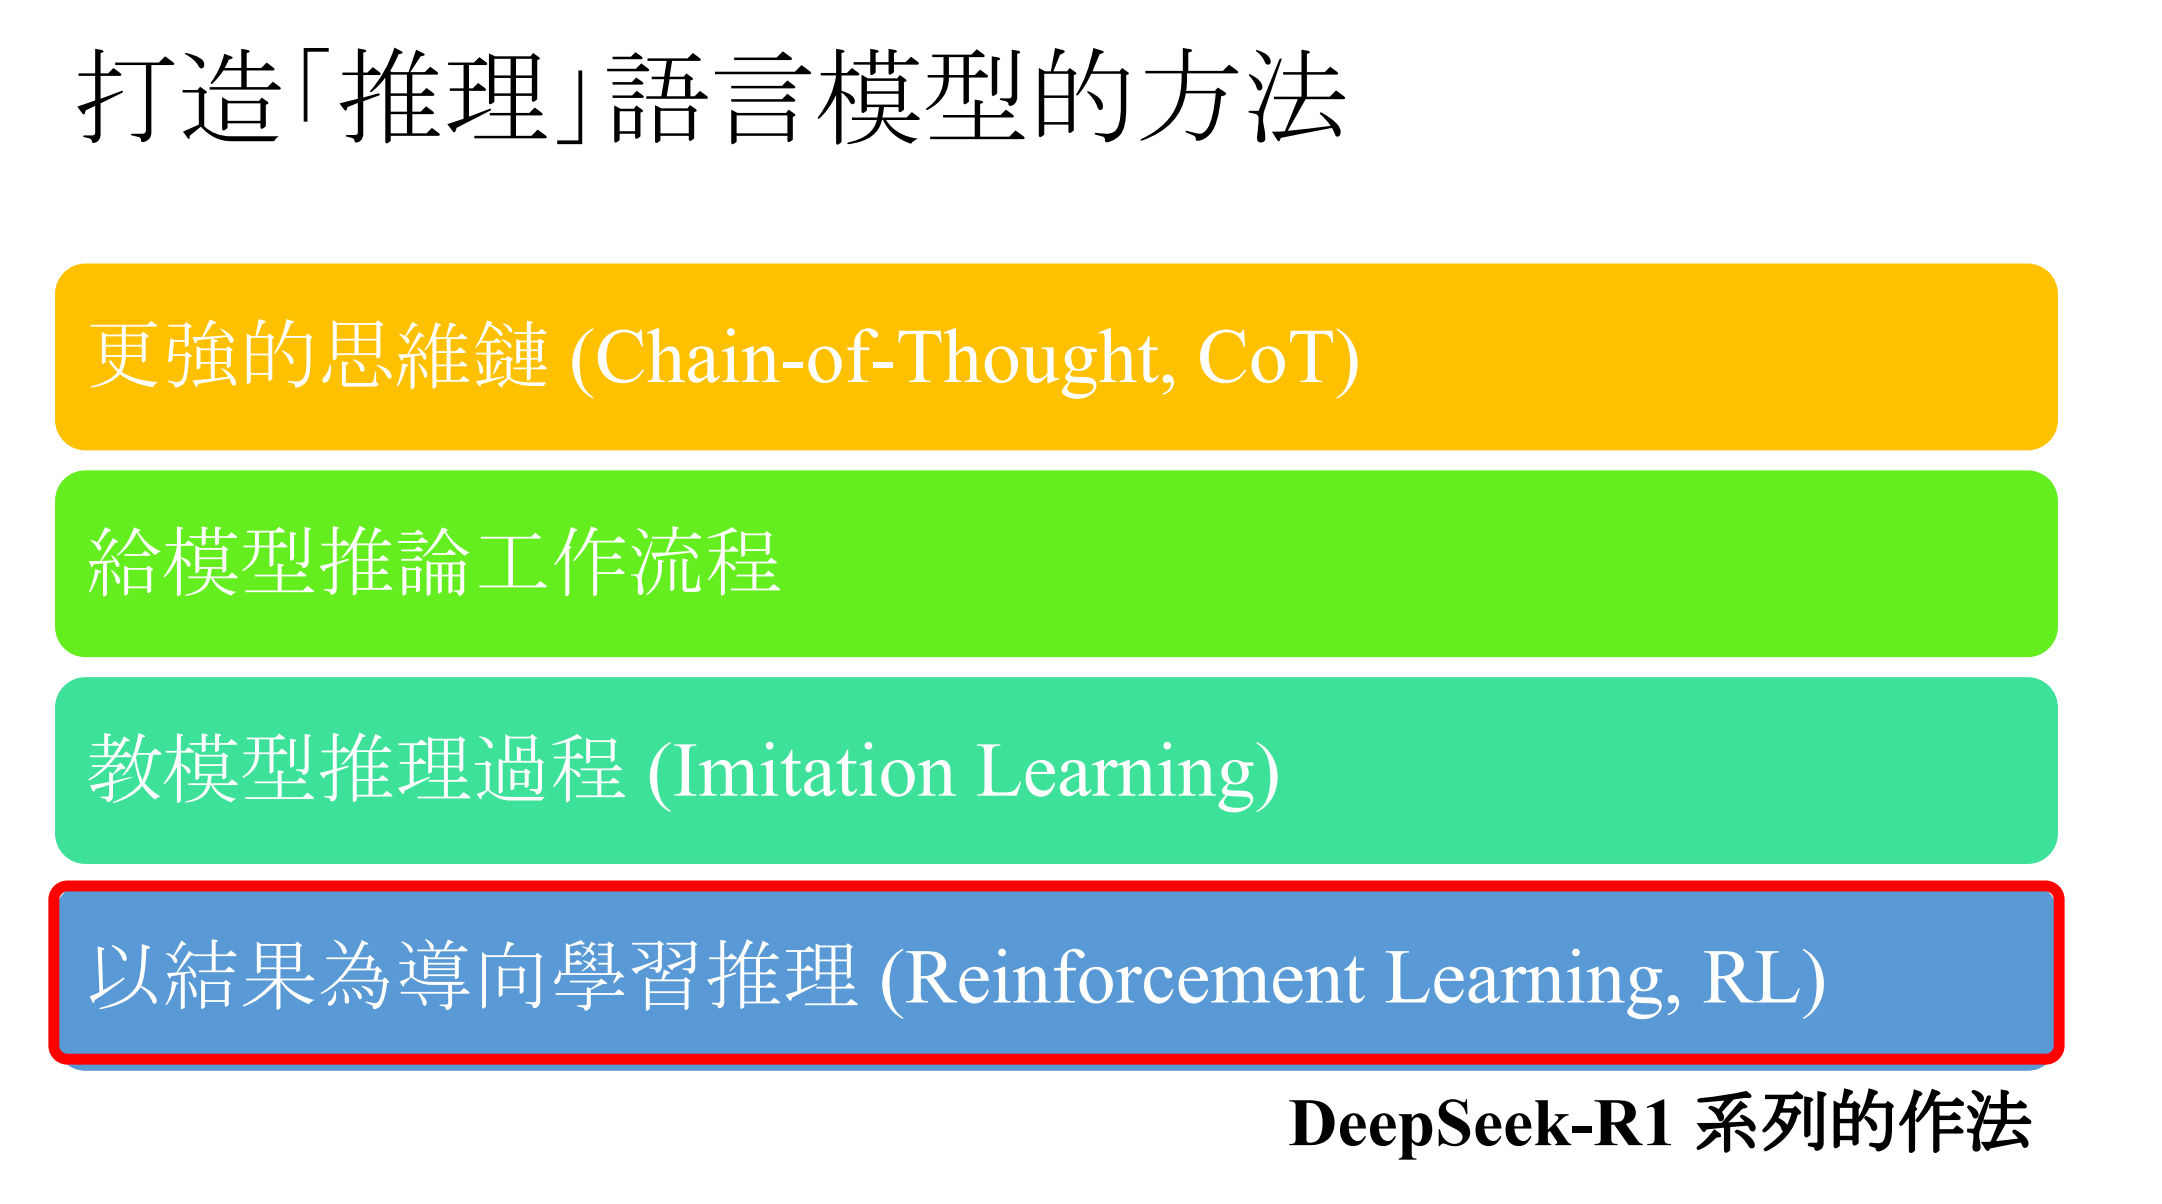 打造「推理」語言模型的方法
更強的思維鏈 (Chain-of-Thought, CoT)
給模型推論工作流程
教模型推理過程 (Imitation Learning)
以結果為導向學習推理 (Reinforcement Learning, RL)
DeepSeek-R1 系列的作法